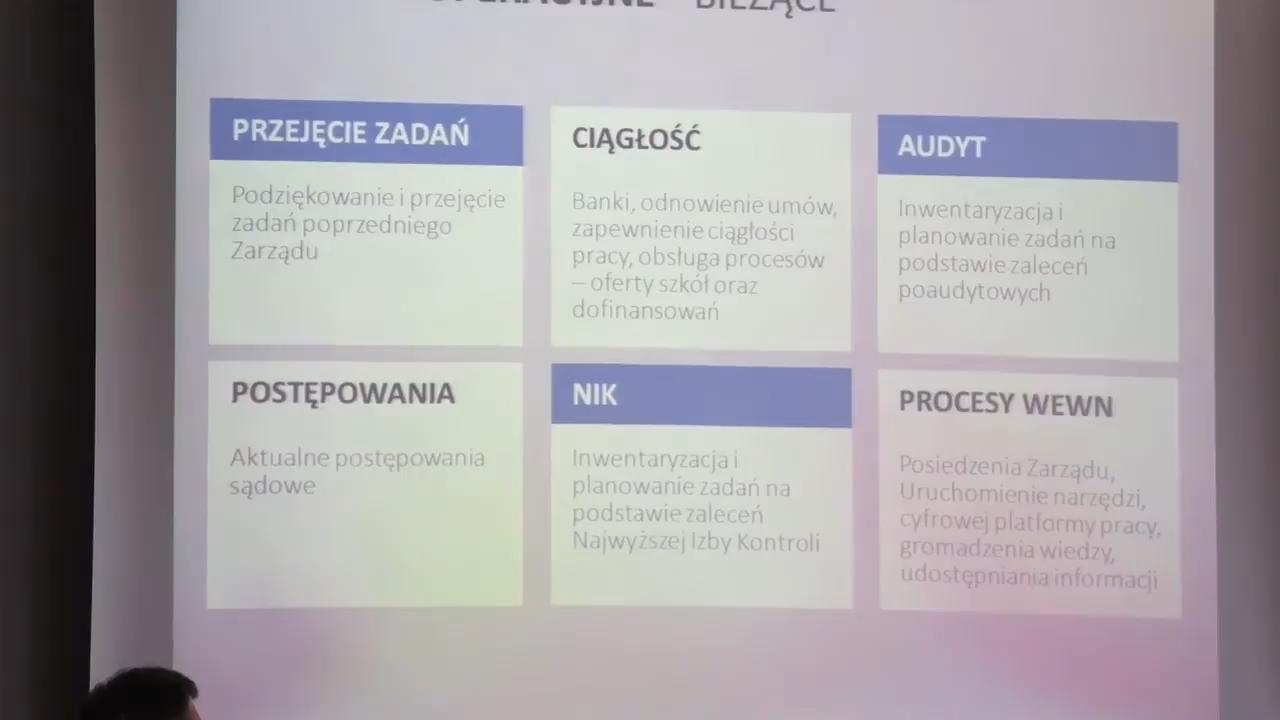 BIEŻĄCE
PRZEJĘCIE ZADAŃ
Podziękowanie i przejęcie
zadań poprzedniego
Zarządu
CIĄGŁOŚĆ
Banki, odnowienie umów,
zapewnienie ciągłości
pracy, obsługa procesów
– oferty szkół oraz
dofinansowań
AUDYT
Inwentaryzacja i
planowanie zadań na
podstawie zaleceń
poaudytowych
POSTĘPOWANIA
Aktualne postępowania
sądowe
NIK
Inwentaryzacja i
planowanie zadań na
podstawie zaleceń
Najwyższej Izby Kontroli
PROCESY WEWN
Posiedzenia Zarządu,
Uruchomienie narzędzi,
cyfrowej platformy pracy,
gromadzenia wiedzy,
udostępniania informacji